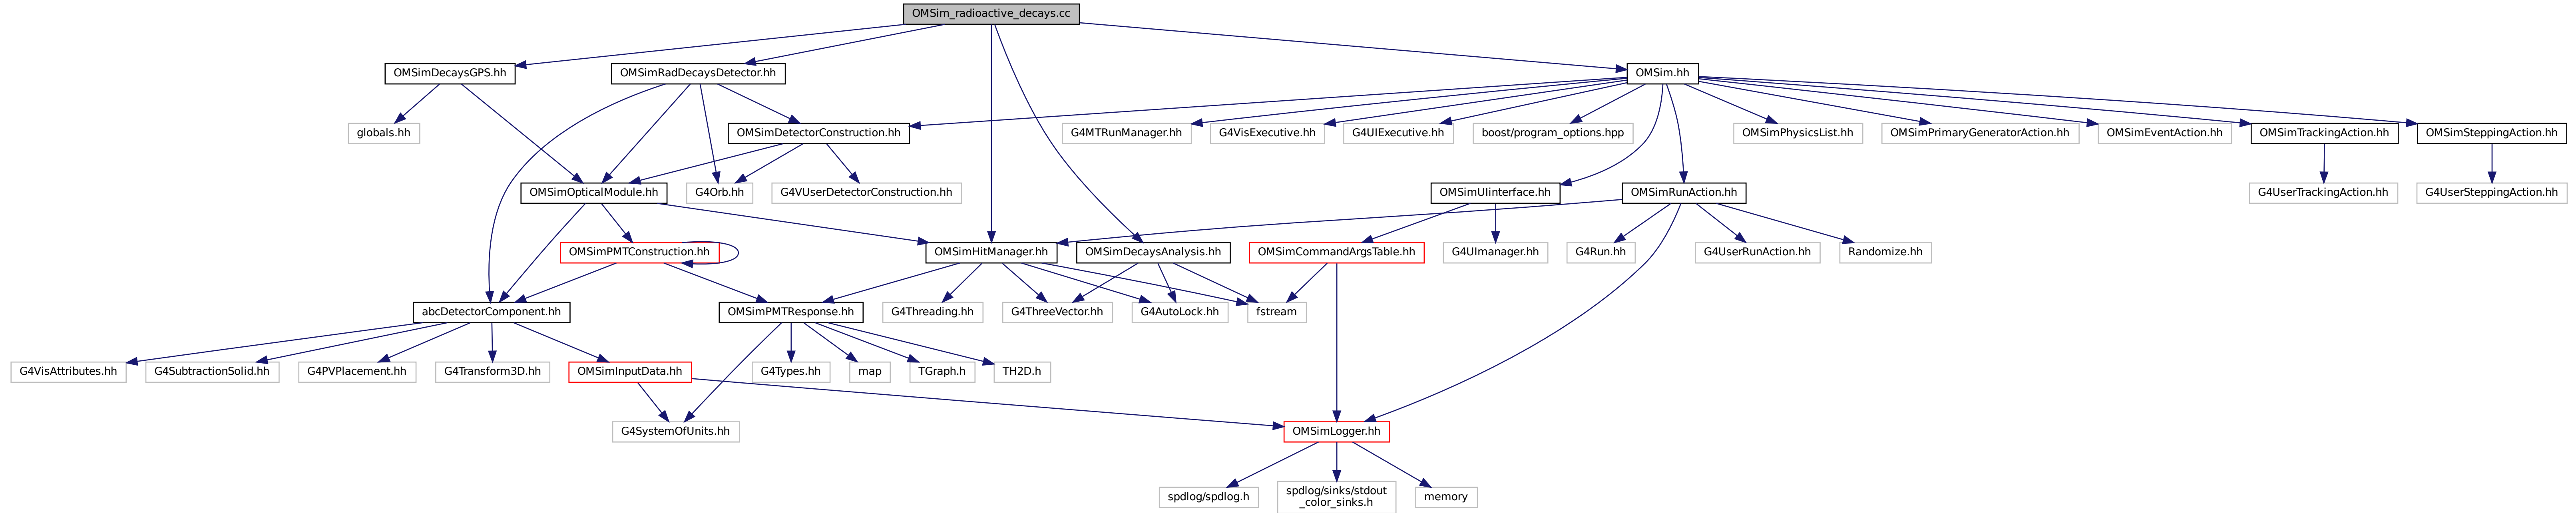 OMSim_radioactive_decays.cc
OMSimDecaysGPS.hh
OMSimRadDecaysDetector.hh
OMSim.hh
globals.hh
OMSimDetectorConstruction.hh
G4MTRunManager.hh
G4VisExecutive.hh
G4UIExecutive.hh
boost/program_options.hpp
OMSimPhysicsList.hh
OMSimPrimaryGeneratorAction.hh
OMSimEventAction.hh
OMSimTrackingAction.hh
OMSimSteppingAction.hh
OMSimOpticalModule.hh
G4Orb.hh
G4VUserDetectorConstruction.hh
OMSimUIinterface.hh
OMSimRunAction.hh
G4UserTrackingAction.hh
G4UserSteppingAction.hh
OMSimPMTConstruction.hh
OMSimHitManager.hh
OMSimDecaysAnalysis.hh
OMSimCommandArgsTable.hh
G4UImanager.hh
G4Run.hh
G4UserRunAction.hh
Randomize.hh
abcDetectorComponent.hh
OMSimPMTResponse.hh
G4Threading.hh
G4ThreeVector.hh
G4AutoLock.hh
fstream
G4VisAttributes.hh
G4SubtractionSolid.hh
G4PVPlacement.hh
G4Transform3D.hh
OMSimInputData.hh
G4Types.hh
map
TGraph.h
TH2D.h
G4SystemOfUnits.hh
OMSimLogger.hh
spdlog/spdlog.h
spdlog/sinks/stdout
_color_sinks.h
memory